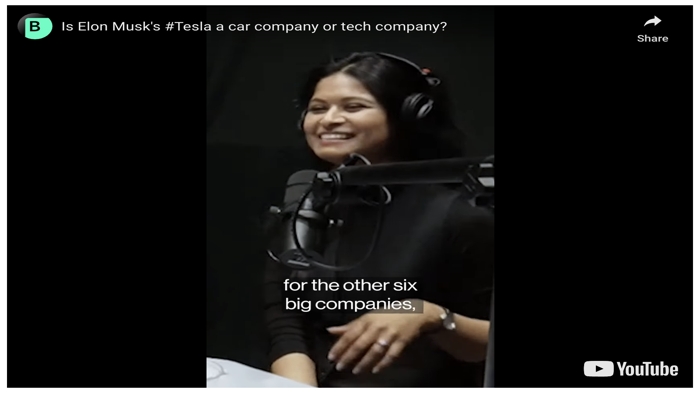 B
Is Elon Musk's #Tesla a car company or tech company?
Share
for the other six
big companies,
YouTube